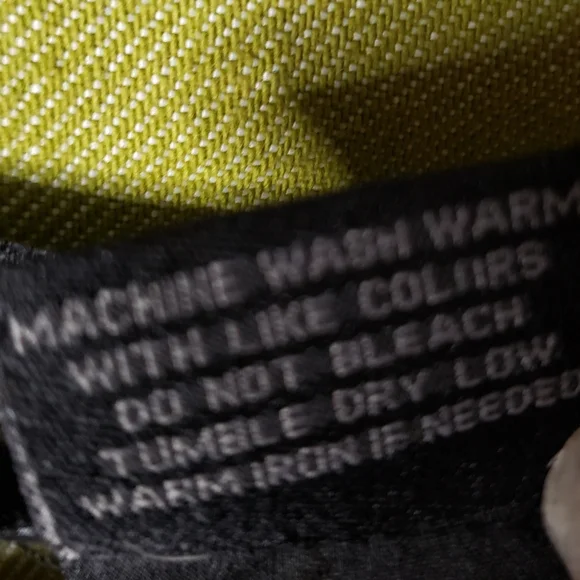 MACHINE WASH WARM
WITH LIKE COLORS
DO NOT BLEACH
TUMBLE DRY LOW
WARM IRON IF NEEDED